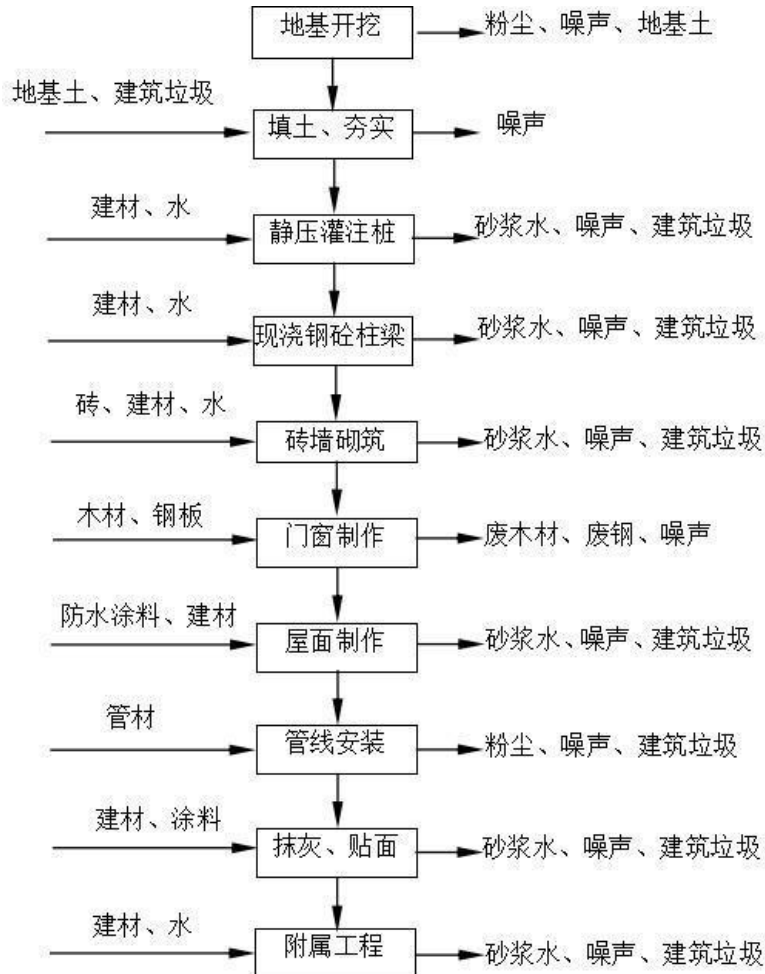 地基开挖
粉尘、噪声、地基土
地基土、建筑垃圾
填土、夯实
噪声
建材、水
静压灌注桩
砂浆水、噪声、建筑垃圾
建材、水
现浇钢砼柱梁
砂浆水、噪声、建筑垃圾
砖、建材、水
砖墙砌筑
砂浆水、噪声、建筑垃圾
木材、钢板
门窗制作
废木材、废钢、噪声
防水涂料、建材
屋面制作
砂浆水、噪声、建筑垃圾
管材
管线安装
粉尘、噪声、建筑垃圾
建材、涂料
抹灰、贴面
砂浆水、噪声、建筑垃圾
建材、水
附属工程
砂浆水、噪声、建筑垃圾